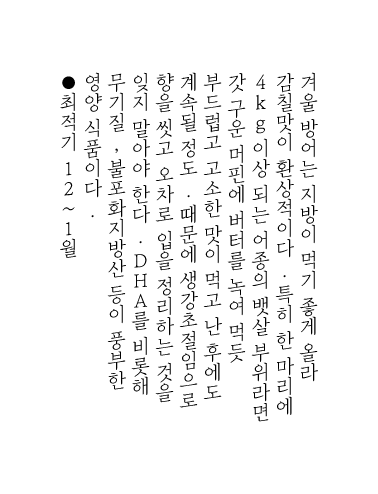 겨울 방어는 지방이 먹기 좋게 올라
감칠맛이 환상적이다. 특히 한 마리에
4kg 이상 되는 어종의 뱃살 부위라면
갓 구운 머핀에 버터를 녹여 먹듯
부드럽고 고소한 맛이 먹고 난 후에도
계속될 정도. 때문에 생강초절임으로
향을 씻고 오차로 입을 정리하는 것을
잊지 말아야 한다. DHA를 비롯해
무기질, 불포화지방산 등이 풍부한
영양 식품이다.
●최적기 12~1월